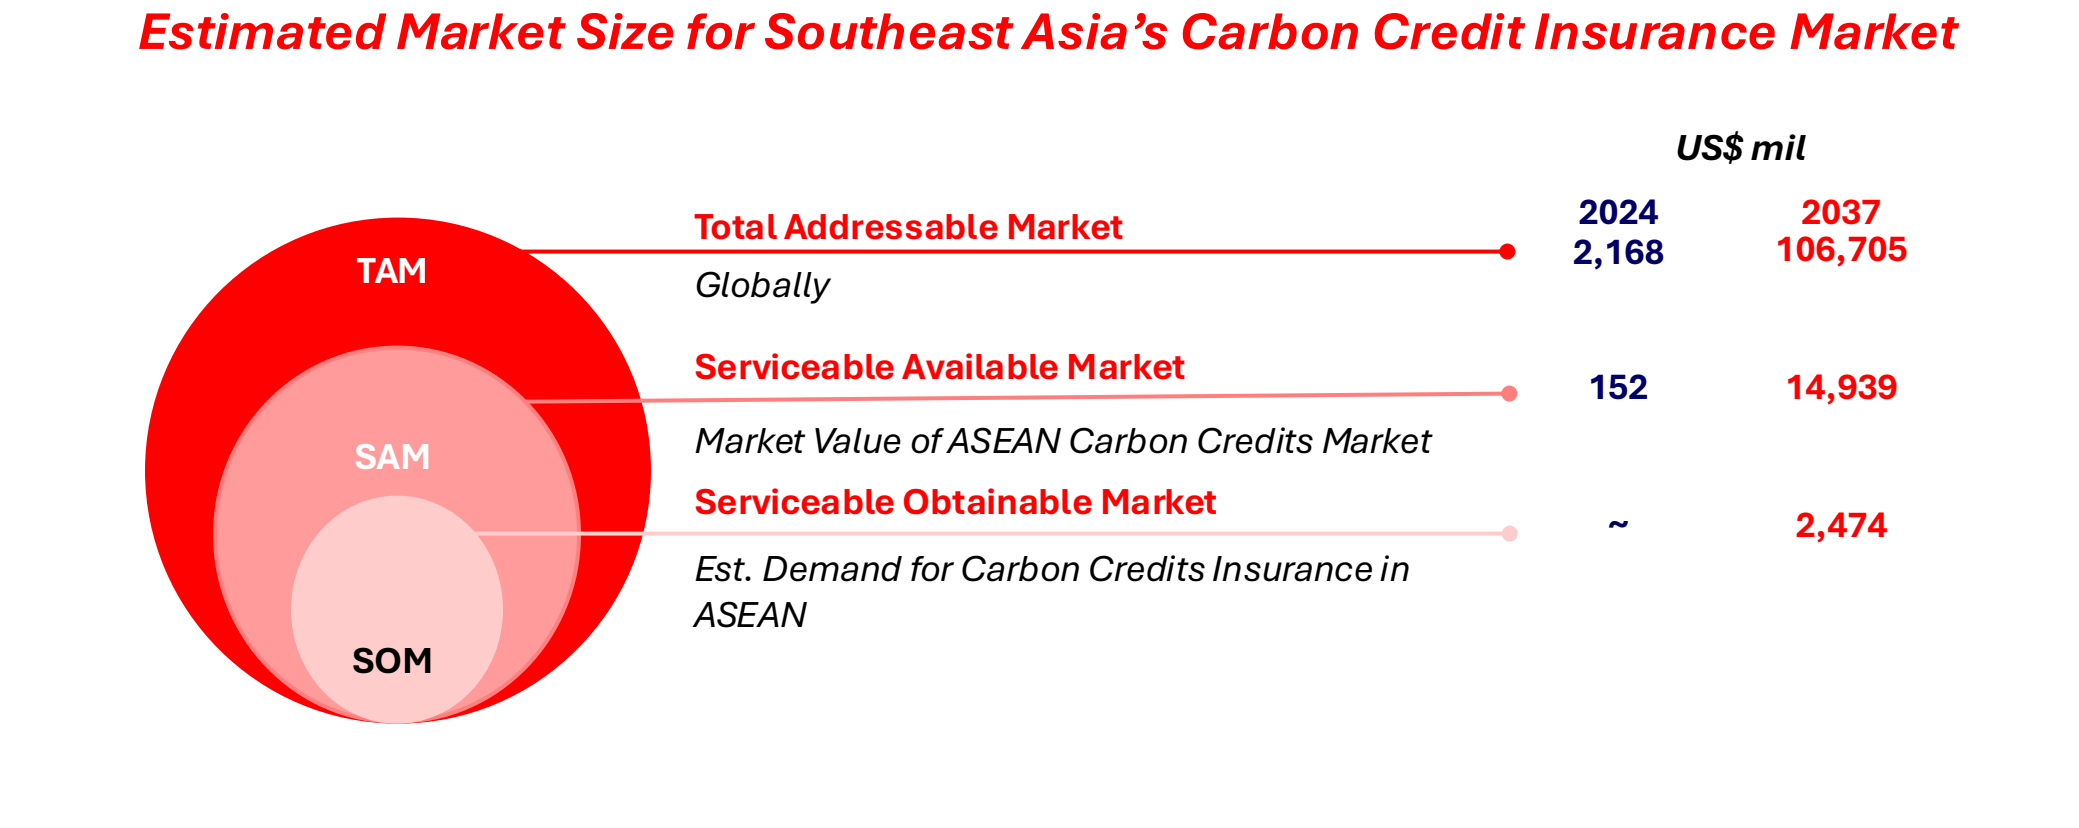 Estimated Market Size for Southeast Asia’s Carbon Credit Insurance Market
US$ mil
2024 2037
TAM
Total Addressable Market
2,168 106,705
Globally
Serviceable Available Market
152 14,939
SAM
Market Value of ASEAN Carbon Credits Market
Serviceable Obtainable Market
~ 2,474
Est. Demand for Carbon Credits Insurance in
ASEAN
SOM